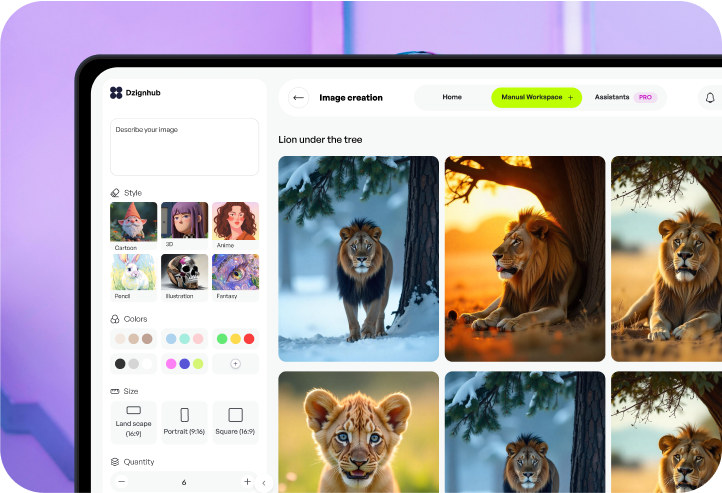 Dzignhub
Image creation
Home
Manual Workspace +
Assistants PRO
Describe your image
Lion under the tree
Style
Cartoon
3D
Anime
Pencil
Illustration
Fantasy
Colors
+
Size
Land scape
(16:9)
Portrait (9:16)
Square (16:9)
Quantity
− 6 +